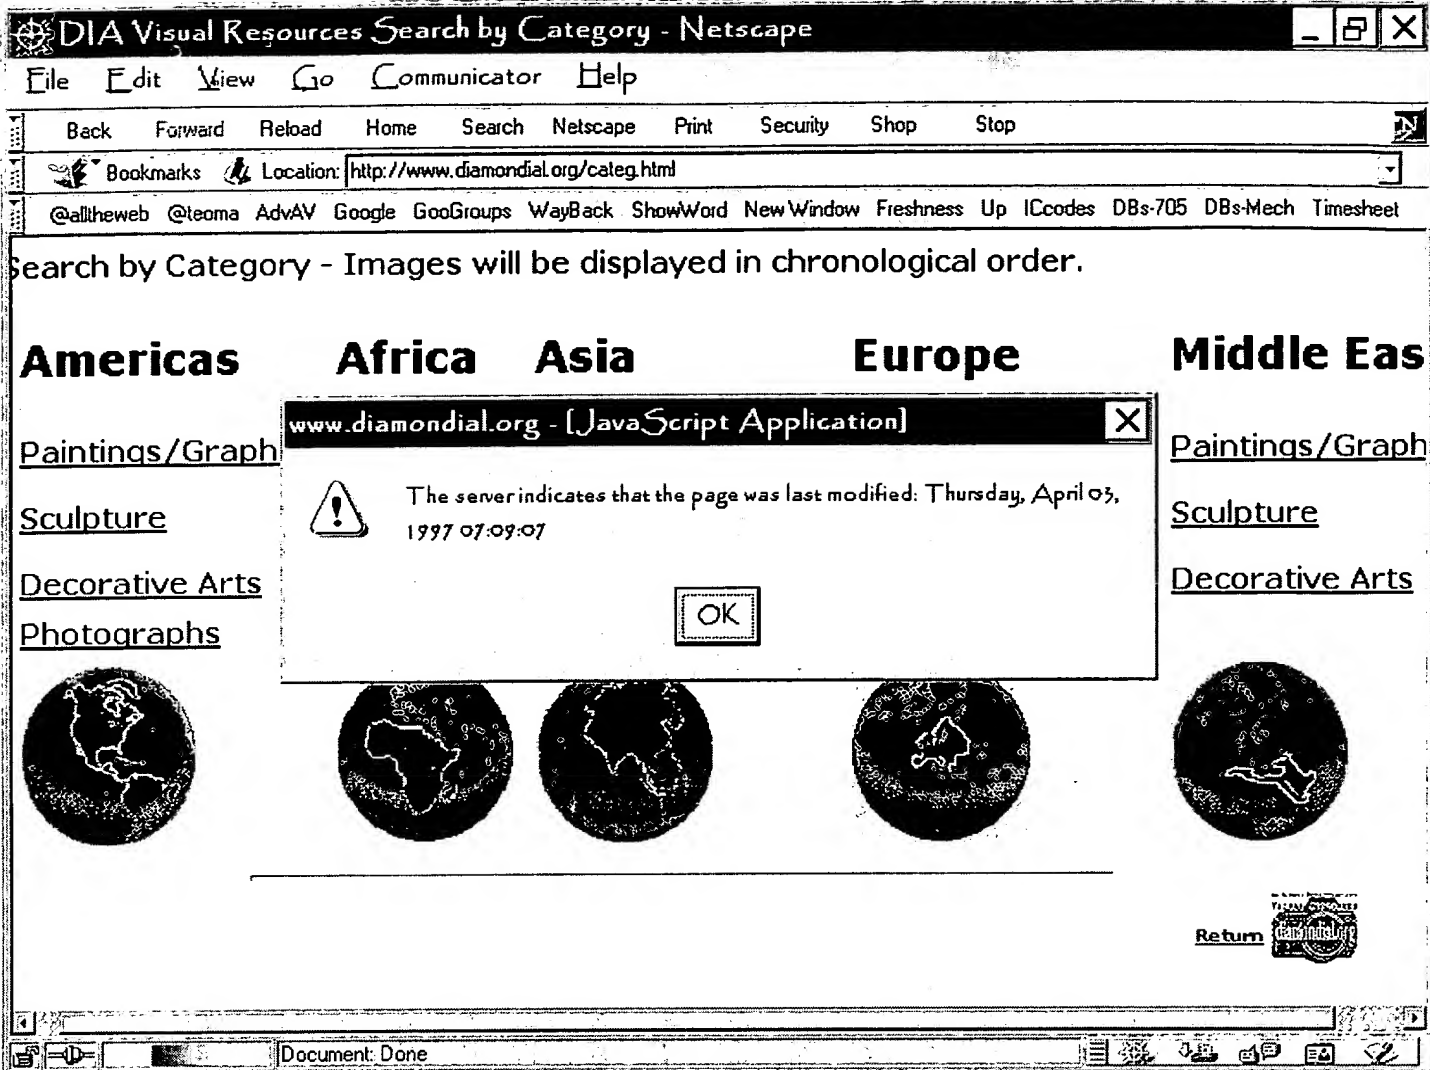 DIA Visual Resources Search by Category - Netscape
File Edit View Go Communicator Help
Back Forward Reload Home Search Netscape Print Security Shop Stop
Bookmarks Location: http://www.diamondial.org/categ.html
@alltheweb @teoma AdvAV Google GooGroups WayBack ShowWord New Window Freshness Up ICcodes DBs-705 DBs-Mech Timesheet
Search by Category - Images will be displayed in chronological order.
Americas Africa Asia Europe Middle Eas
www.diamondial.org - [JavaScript Application]
Paintings/Graph Paintings/Graph
The server indicates that the page was last modified: Thursday, April 03,
1997 07:09:07
Sculpture Sculpture
Decorative Arts Decorative Arts
OK
Photographs
Return diamondial.org
Document: Done